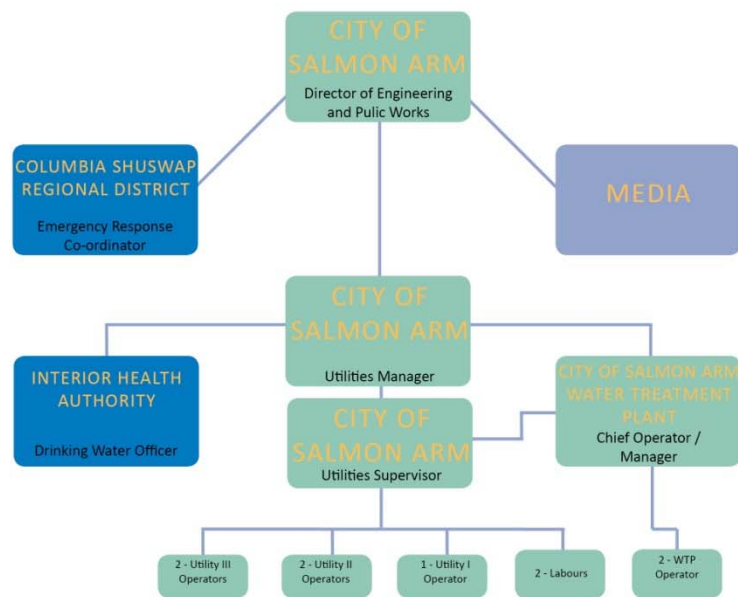 CITY OF
SALMON ARM
Director of Engineering
and Pulic Works
COLUMBIA SHUSWAP
REGIONAL DISTRICT
Emergency Response
Co-ordinator
MEDIA
CITY OF
SALMON ARM
Utilities Manager
INTERIOR HEALTH
AUTHORITY
Drinking Water Officer
CITY OF SALMON ARM
WATER TREATMENT
PLANT
Chief Operator /
Manager
CITY OF
SALMON ARM
Utilities Supervisor
2 - Utility III
Operators
2 - Utility II
Operators
1 - Utility I
Operator
2 - Labours
2 - WTP
Operator